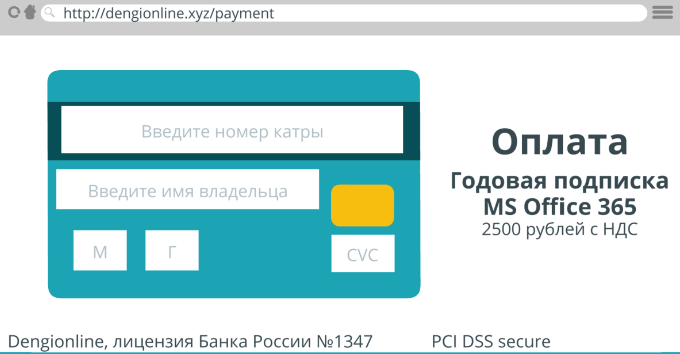 http://dengionline.xyz/payment
Введите номер катры
Введите имя владельца
М
Г
CVC
Оплата
Годовая подписка
MS Office 365
2500 рублей с НДС
Dengionline, лицензия Банка России №1347
PCI DSS secure